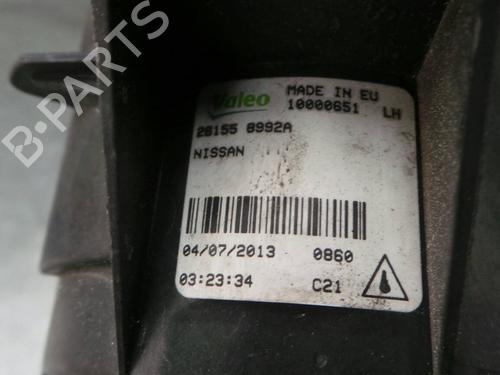 Valeo
MADE IN EU
10000651 LH
26155 8992A
NISSAN
04/07/2013 0860
03:23:34 C21
B-PARTS